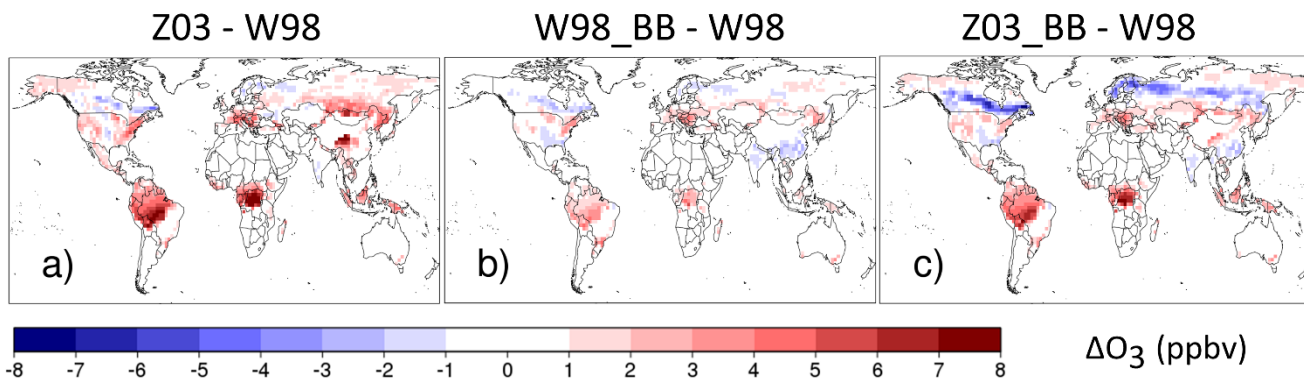 Z03 - W98 W98_BB - W98 Z03_BB - W98
a) b) c)
-8 -7 -6 -5 -4 -3 -2 -1 0 1 2 3 4 5 6 7 8
ΔO₃ (ppbv)